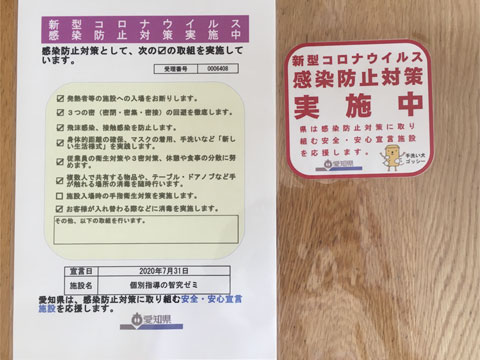 新型コロナウイルス
感染防止対策実施中
感染防止対策として、次の☑の取組を実施して
います。
受理番号 0006408
☑ 発熱者等の施設への入場をお断りします。
☑ 3つの密（密閉・密集・密接）の回避を徹底します。
☑ 飛沫感染、接触感染を防止します。
☑ 身体的距離の確保、マスクの着用、手洗いなど「新し
い生活様式」を実践します。
☑ 従業員の衛生対策や3密対策、休憩や食事の分散に努
めます。
☑ 複数人で共有する物品や、テーブル・ドアノブなど手
が触れる場所の消毒を随時行います。
☐ 施設入場時の手指衛生対策を実施します。
☑ お客様が入れ替わる際などに消毒を実施します。
その他、以下の取組を行います。
宣言日 2020年7月31日
施設名 個別指導の智究ゼミ
愛知県は、感染防止対策に取り組む安全・安心宣言
施設を応援します。
愛知県
新型コロナウイルス
感染防止対策
実施中
県は感染防止対策に取り
組む安全・安心宣言施設
を応援します。
愛知県
手洗い犬
ゴッシー